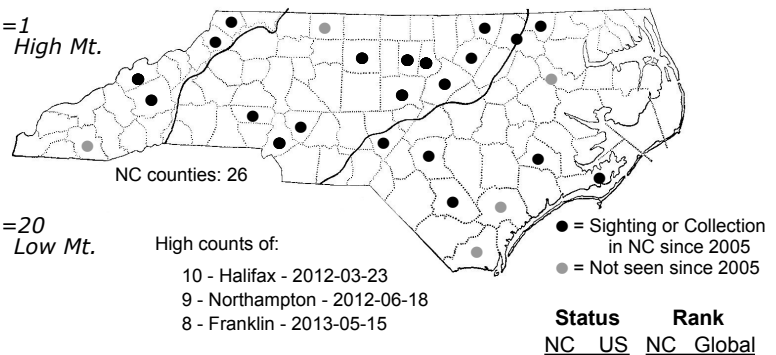 =1
High Mt.
NC counties: 26
=20
Low Mt.
High counts of:
10 - Halifax - 2012-03-23
9 - Northampton - 2012-06-18
8 - Franklin - 2013-05-15
= Sighting or Collection
in NC since 2005
= Not seen since 2005
Status Rank
NC US NC Global